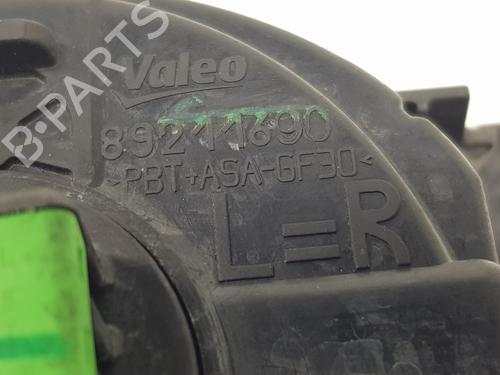 Valeo
89211690
>PBT+ASA-GF30<
L=R
B-PARTS